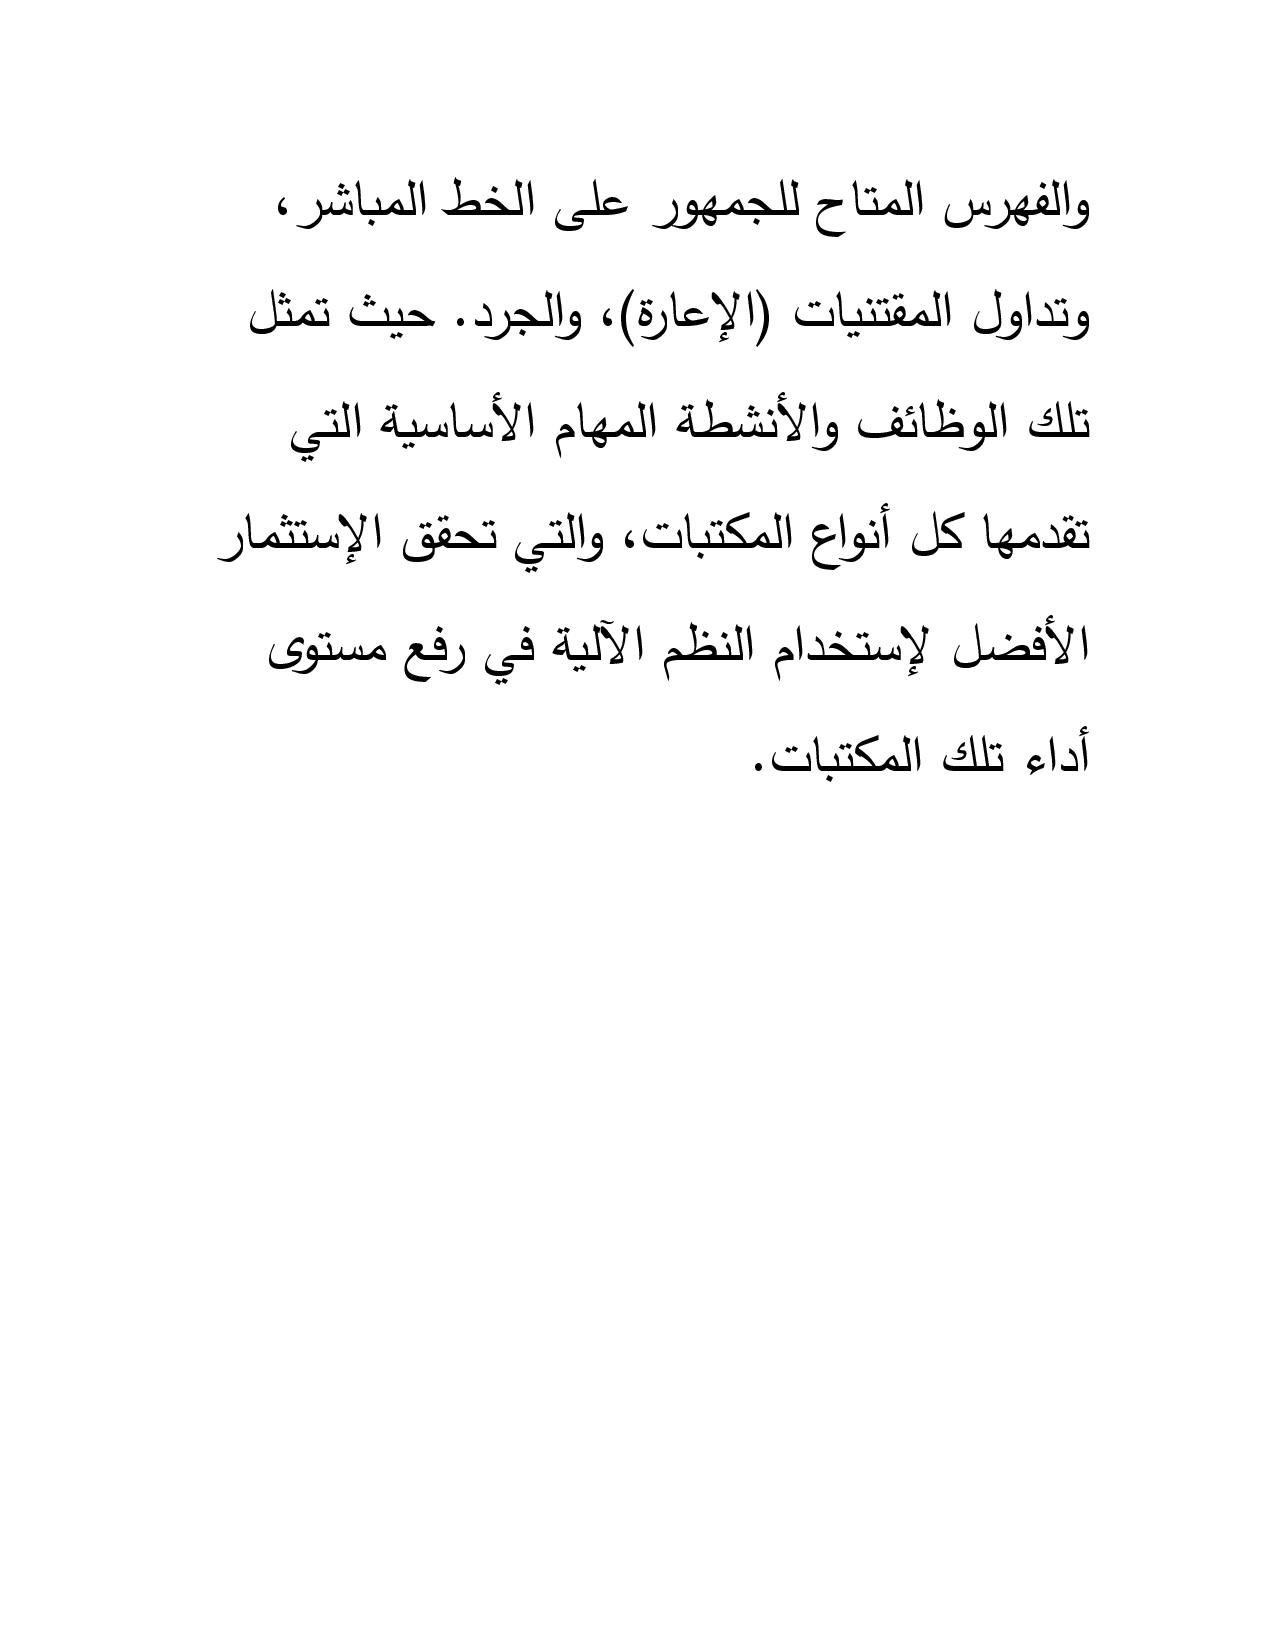 والفهرس المتاح للجمهور على الخط المباشر،
وتداول المقتنيات (الإعارة)، والجرد. حيث تمثل
تلك الوظائف والأنشطة المهام الأساسية التي
تقدمها كل أنواع المكتبات، والتي تحقق الإستثمار
الأفضل لإستخدام النظم الآلية في رفع مستوى
أداء تلك المكتبات.